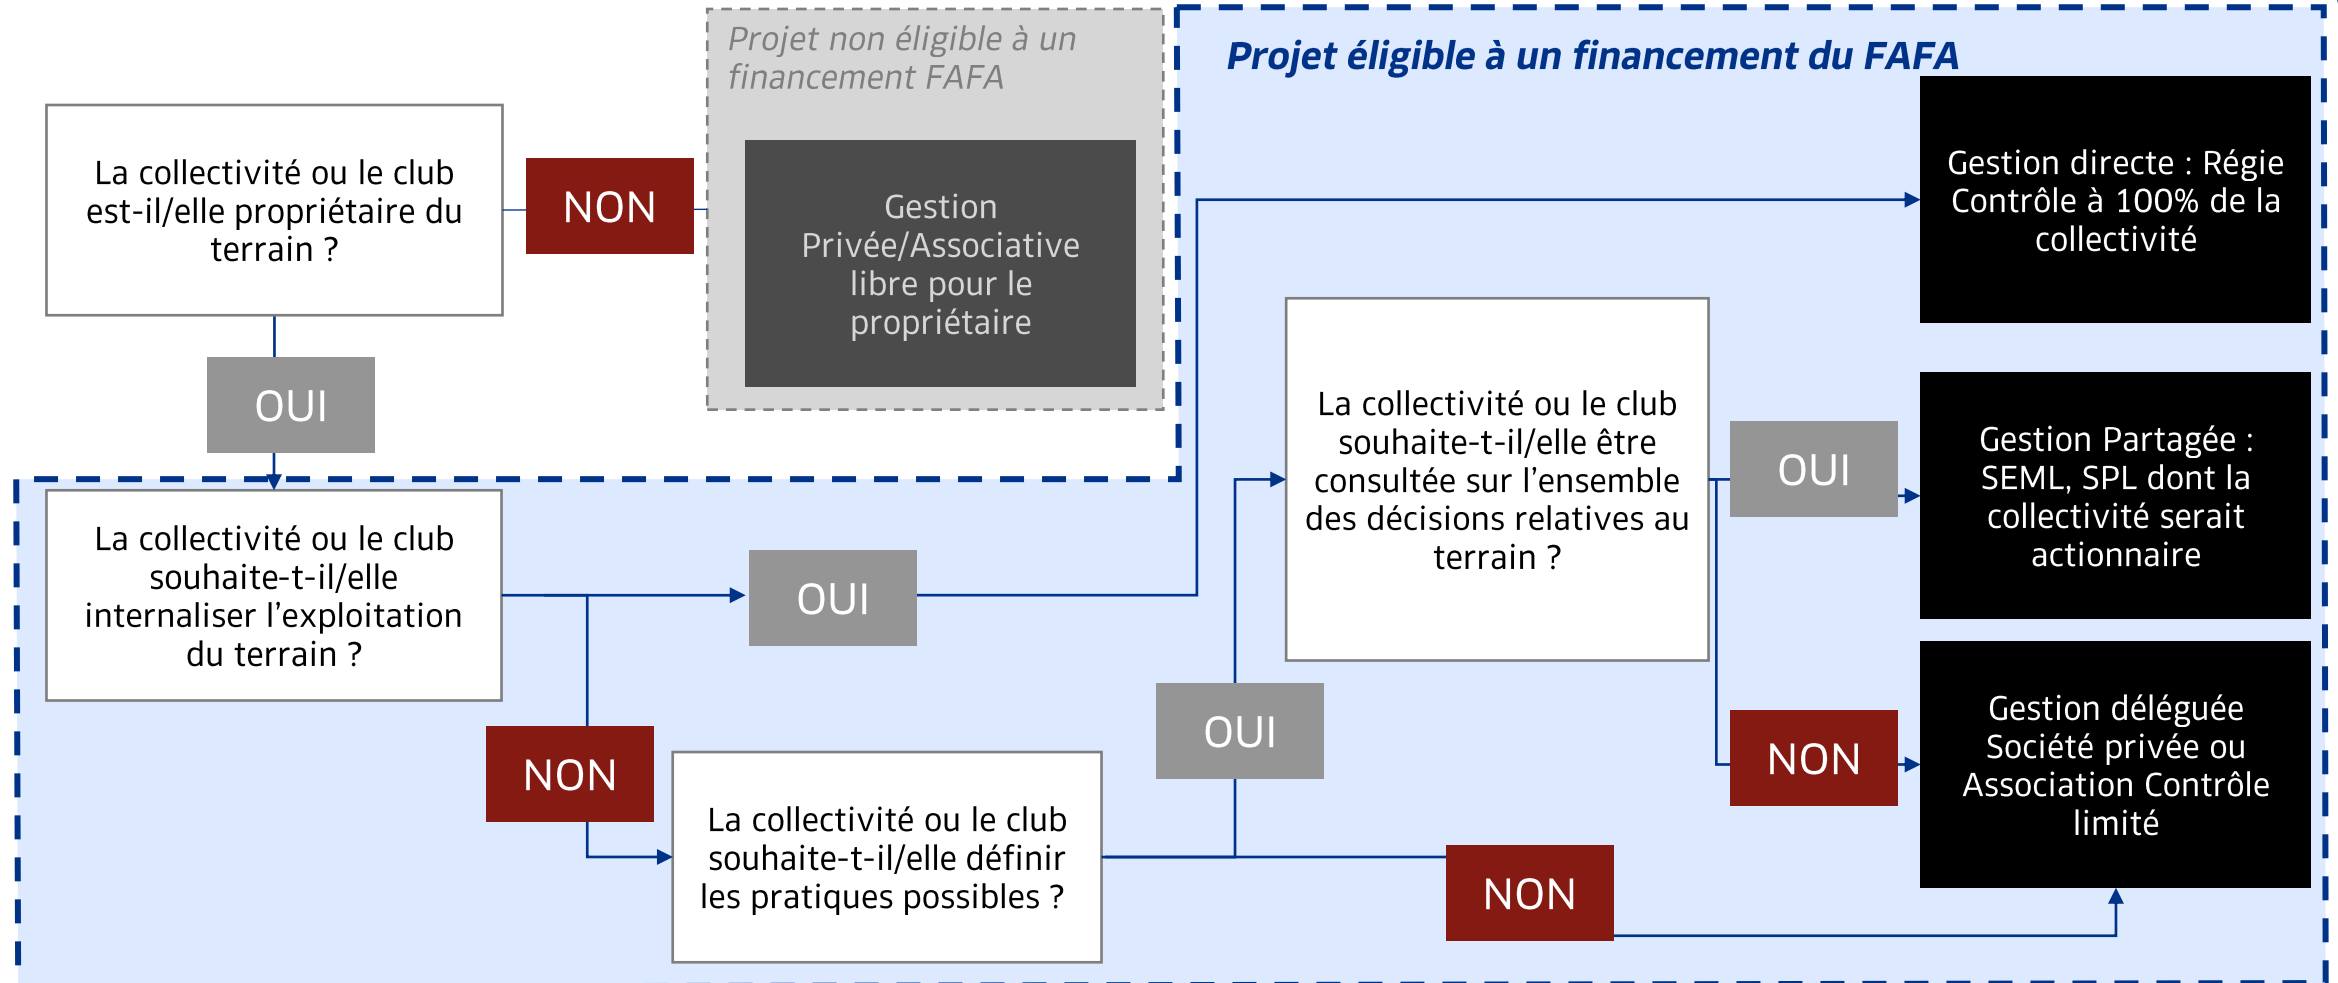 Projet non éligible à un
financement FAFA
Projet éligible à un financement du FAFA
La collectivité ou le club
est-il/elle propriétaire du
terrain ?
NON
Gestion
Privée/Associative
libre pour le
propriétaire
Gestion directe : Régie
Contrôle à 100% de la
collectivité
OUI
La collectivité ou le club
souhaite-t-il/elle
internaliser l'exploitation
du terrain ?
OUI
La collectivité ou le club
souhaite-t-il/elle être
consultée sur l'ensemble
des décisions relatives au
terrain ?
OUI
Gestion Partagée :
SEML, SPL dont la
collectivité serait
actionnaire
NON
La collectivité ou le club
souhaite-t-il/elle définir
les pratiques possibles ?
OUI
NON
Gestion déléguée
Société privée ou
Association Contrôle
limité
NON